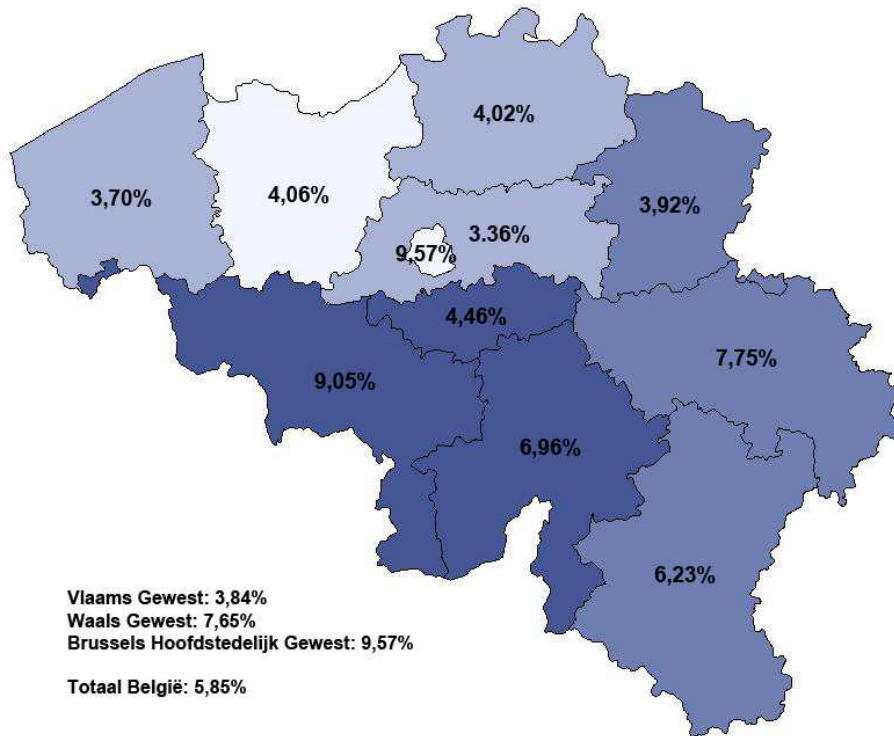 4,02%
3,70%
4,06%
3,92%
3.36%
9,57%
4,46%
7,75%
9,05%
6,96%
6,23%
Vlaams Gewest: 3,84%
Waals Gewest: 7,65%
Brussels Hoofdstedelijk Gewest: 9,57%
Totaal België: 5,85%